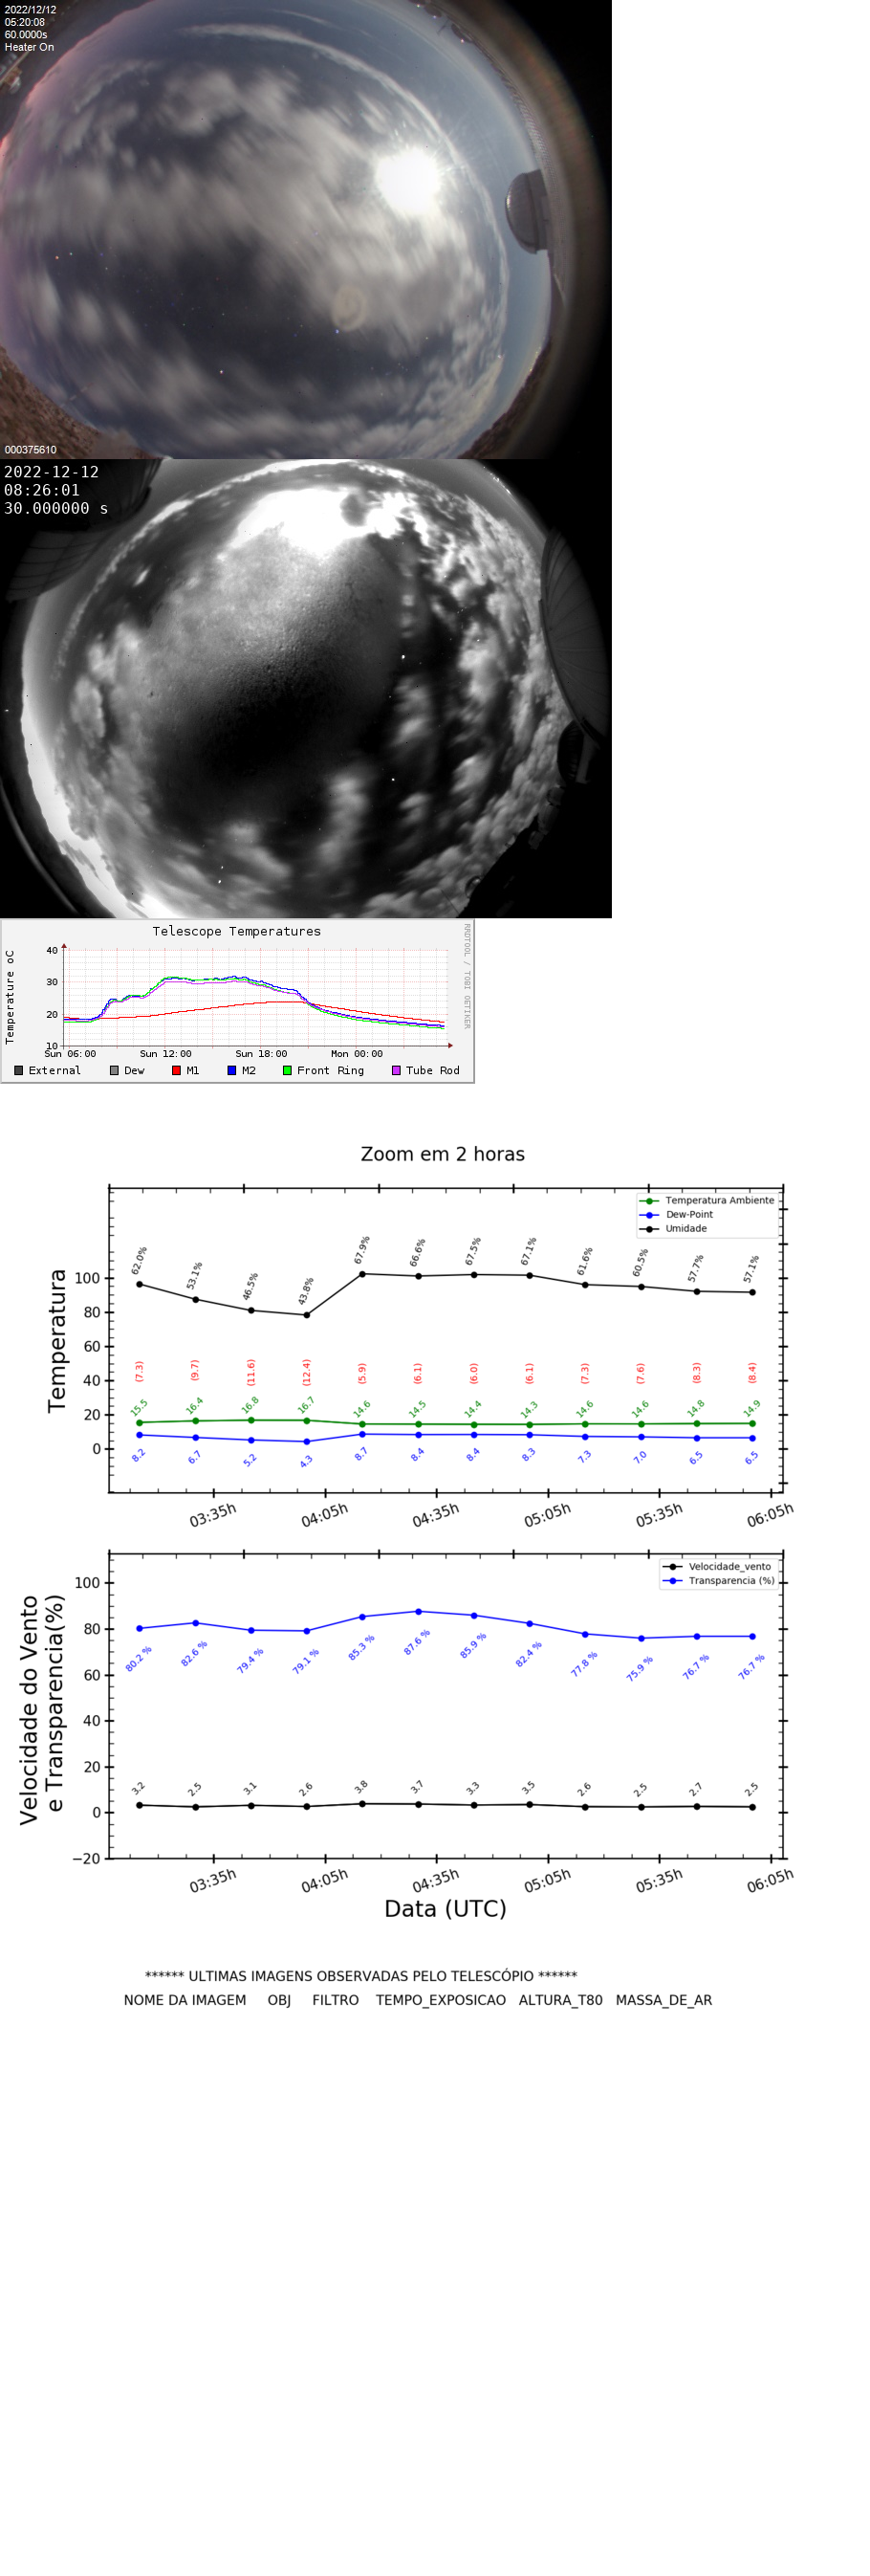 2022/12/12
05:20:08
60.0000s
Heater On
000375610
2022-12-12
08:26:01
30.000000 s
Telescope Temperatures
RRDTOOL / TOBI OETIKER
Temperature oC
40
30
20
10
Sun 06:00 Sun 12:00 Sun 18:00 Mon 00:00
External Dew M1 M2 Front Ring Tube Rod
Zoom em 2 horas
Temperatura Ambiente
Dew-Point
Umidade
Temperatura
100
80
60
40
20
0
62.0% 53.1% 46.5% 43.8% 67.9% 66.6% 67.5% 67.1% 61.6% 60.5% 57.7% 57.1%
(7.3) (9.7) (11.6) (12.4) (5.9) (6.1) (6.0) (6.1) (7.3) (7.6) (8.3) (8.4)
15.5 16.4 16.8 16.7 14.6 14.5 14.4 14.3 14.6 14.6 14.8 14.9
8.2 6.7 5.2 4.3 8.7 8.4 8.4 8.3 7.3 7.0 6.5 6.5
03:35h 04:05h 04:35h 05:05h 05:35h 06:05h
Velocidade_vento
Transparencia (%)
Velocidade do Vento
e Transparencia(%)
100
80
60
40
20
0
−20
80.2 % 82.6 % 79.4 % 79.1 % 85.3 % 87.6 % 85.9 % 82.4 % 77.8 % 75.9 % 76.7 % 76.7 %
3.2 2.5 3.1 2.6 3.8 3.7 3.3 3.5 2.6 2.5 2.7 2.5
03:35h 04:05h 04:35h 05:05h 05:35h 06:05h
Data (UTC)
****** ULTIMAS IMAGENS OBSERVADAS PELO TELESCÓPIO ******
NOME DA IMAGEM OBJ FILTRO TEMPO_EXPOSICAO ALTURA_T80 MASSA_DE_AR